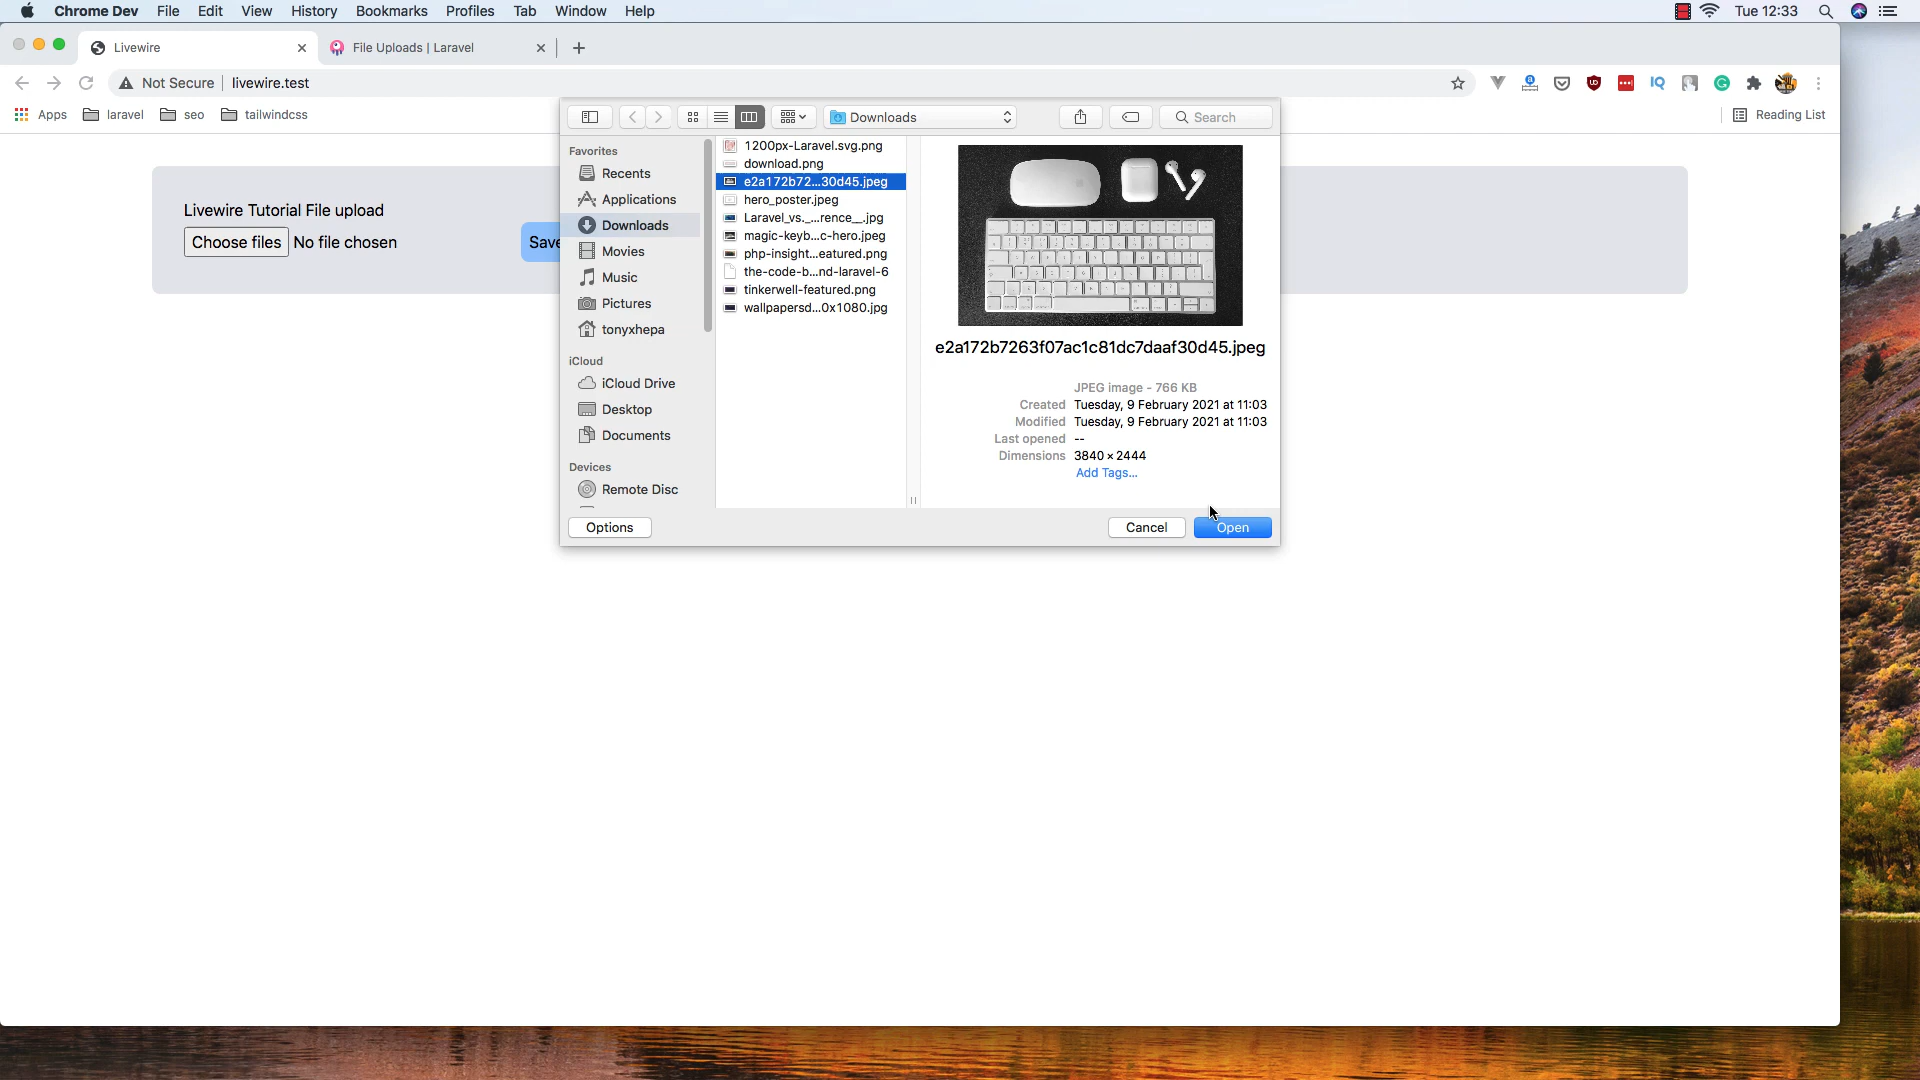 Chrome Dev File Edit View History Bookmarks Profiles Tab Window Help Tue 12:33
Livewire File Uploads | Laravel
Not Secure livewire.test
Apps laravel seo tailwindcss Reading List
Downloads Search
Livewire Tutorial File upload
Choose files No file chosen
Save
Favorites
Recents
Applications
Downloads
Movies
Music
Pictures
tonyxhepa
iCloud
iCloud Drive
Desktop
Documents
Devices
Remote Disc
1200px-Laravel.svg.png
download.png
e2a172b72...30d45.jpeg
hero_poster.jpeg
Laravel_vs._...rence__.jpg
magic-keyb...c-hero.jpeg
php-insight...eatured.png
the-code-b...nd-laravel-6
tinkerwell-featured.png
wallpapersd...0x1080.jpg
e2a172b7263f07ac1c81dc7daaf30d45.jpeg
JPEG image - 766 KB
Created Tuesday, 9 February 2021 at 11:03
Modified Tuesday, 9 February 2021 at 11:03
Last opened --
Dimensions 3840 × 2444
Add Tags...
Options Cancel Open